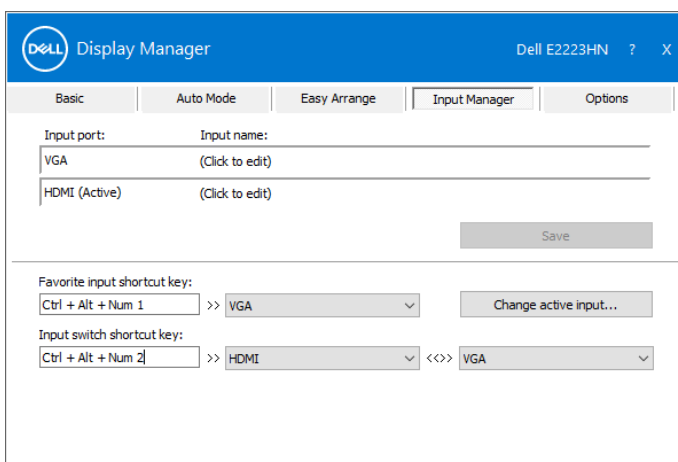 DELL Display Manager Dell E2223HN ? X
Basic Auto Mode Easy Arrange Input Manager Options
Input port: Input name:
VGA (Click to edit)
HDMI (Active) (Click to edit)
Save
Favorite input shortcut key:
Ctrl + Alt + Num 1 >> VGA Change active input...
Input switch shortcut key:
Ctrl + Alt + Num 2 >> HDMI <<>> VGA